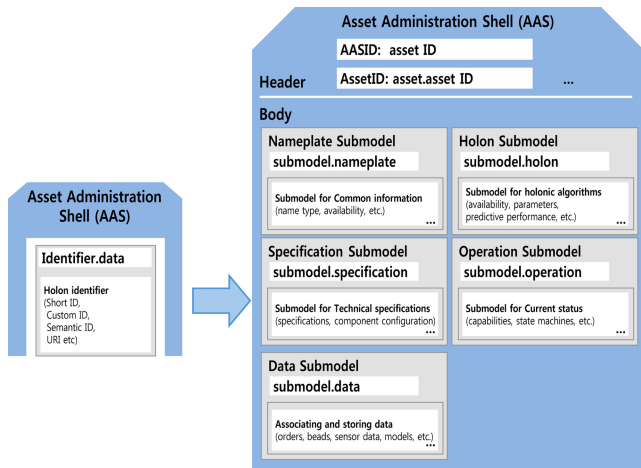 Asset Administration
Shell (AAS)
Identifier.data
Holon identifier
(Short ID,
Custom ID,
Semantic ID,
URI etc)
Asset Administration Shell (AAS)
AASID: asset ID
Header
AssetID: asset.asset ID
...
Body
Nameplate Submodel
submodel.nameplate
Submodel for Common information
(name type, availability, etc.)
...
Holon Submodel
submodel.holon
Submodel for holonic algorithms
(availability, parameters,
predictive performance, etc.)
...
Specification Submodel
submodel.specification
Submodel for Technical specifications
(specifications, component configuration)
...
Operation Submodel
submodel.operation
Submodel for Current status
(capabilities, state machines, etc.)
...
Data Submodel
submodel.data
Associating and storing data
(orders, beads, sensor data, models, etc.)
...